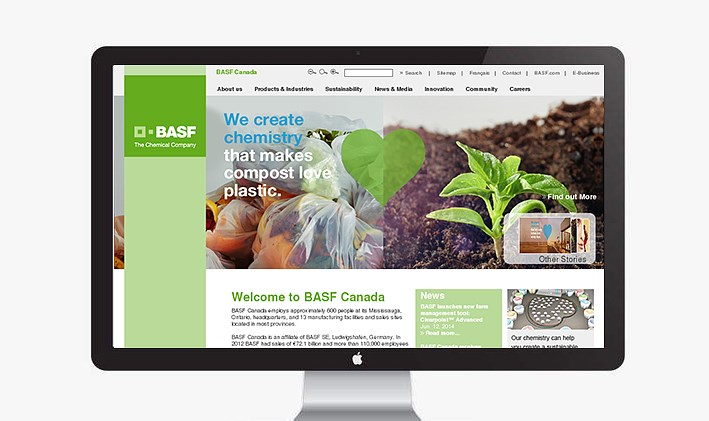 BASF Canada
» Search | Sitemap | Français | Contact | BASF.com | E-Business
About us Products & Industries Sustainability News & Media Innovation Community Careers
BASF
The Chemical Company
We create
chemistry
that makes
compost love
plastic.
» Find out More
Other Stories
Welcome to BASF Canada
BASF Canada employs approximately 600 people at its Mississauga,
Ontario, headquarters, and 13 manufacturing facilities and sales sites
located in most provinces.
BASF Canada is an affiliate of BASF SE, Ludwigshafen, Germany. In
2012 BASF had sales of €72.1 billion and more than 110,000 employees
News
BASF launches new farm
management tool:
Clearpoint™ Advanced
Jun. 12, 2014
» Read more...
Our chemistry can help
you create a sustainable